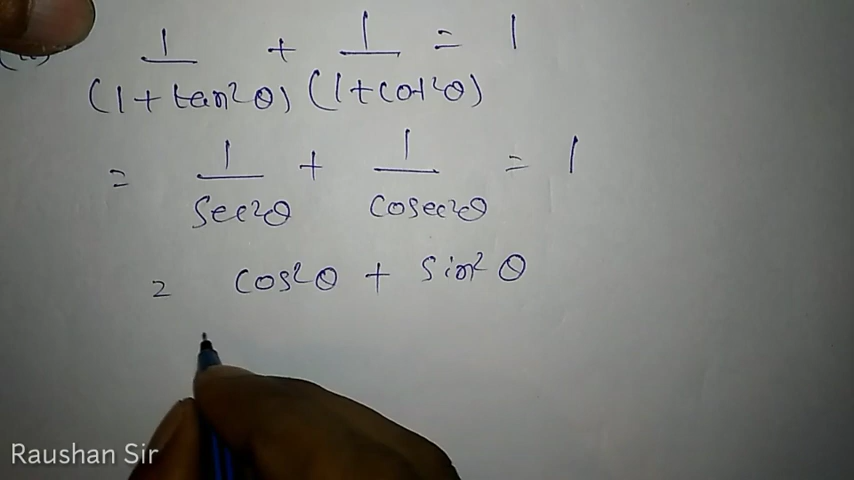 1/(1+tan²θ) + 1/(1+cot²θ) = 1
= 1/sec²θ + 1/cosec²θ = 1
= cos²θ + sin²θ
Raushan Sir